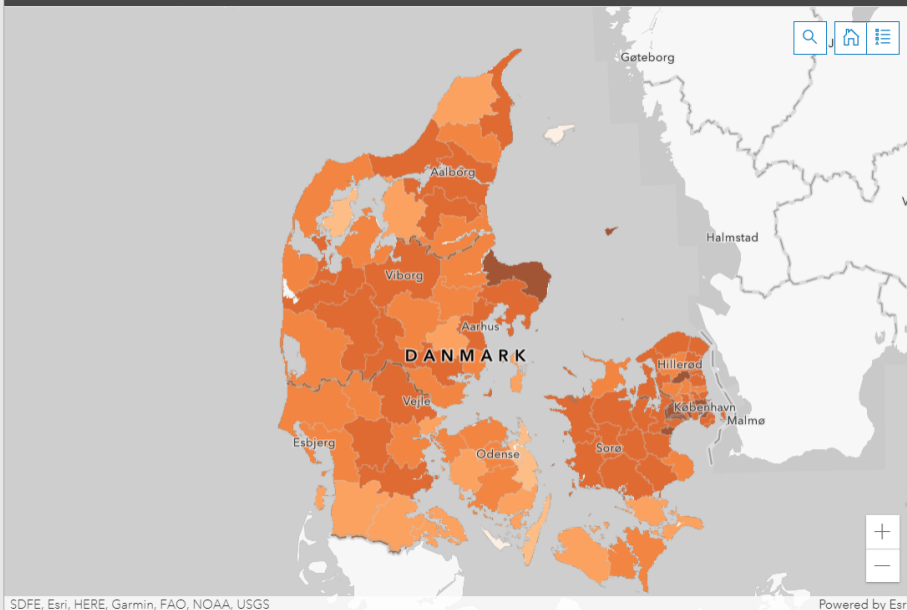 Gøteborg
J
Aalborg
V
Halmstad
Viborg
Aarhus
DANMARK
Hillerød
Vejle
København
Malmø
Esbjerg
Sorø
Odense
SDFE, Esri, HERE, Garmin, FAO, NOAA, USGS
Powered by Esr